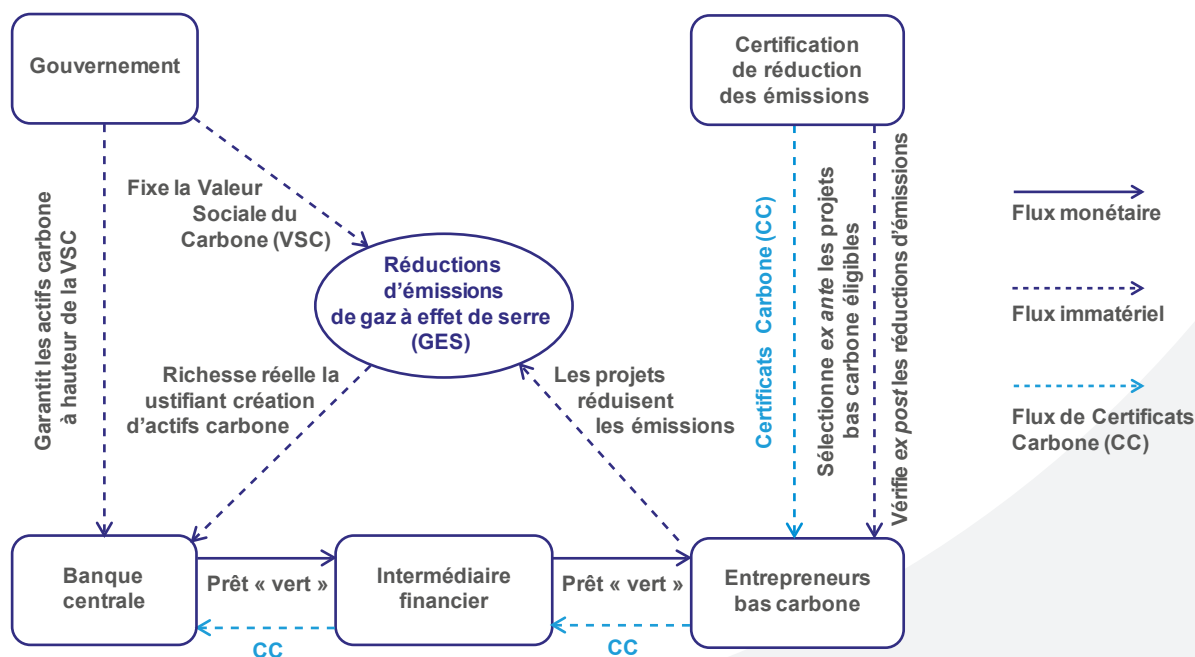 Gouvernement
Certification
de réduction
des émissions
Fixe la Valeur
Sociale du
Carbone (VSC)
Garantit les actifs carbone
à hauteur de la VSC
Réductions
d'émissions
de gaz à effet de serre
(GES)
Richesse réelle la
ustifiant création
d'actifs carbone
Les projets
réduisent
les émissions
Certificats Carbone (CC)
Sélectionne ex ante les projets
bas carbone éligibles
Vérifie ex post les réductions d'émissions
Flux monétaire
Flux immatériel
Flux de Certificats
Carbone (CC)
Banque
centrale
Prêt « vert »
CC
Intermédiaire
financier
Prêt « vert »
CC
Entrepreneurs
bas carbone